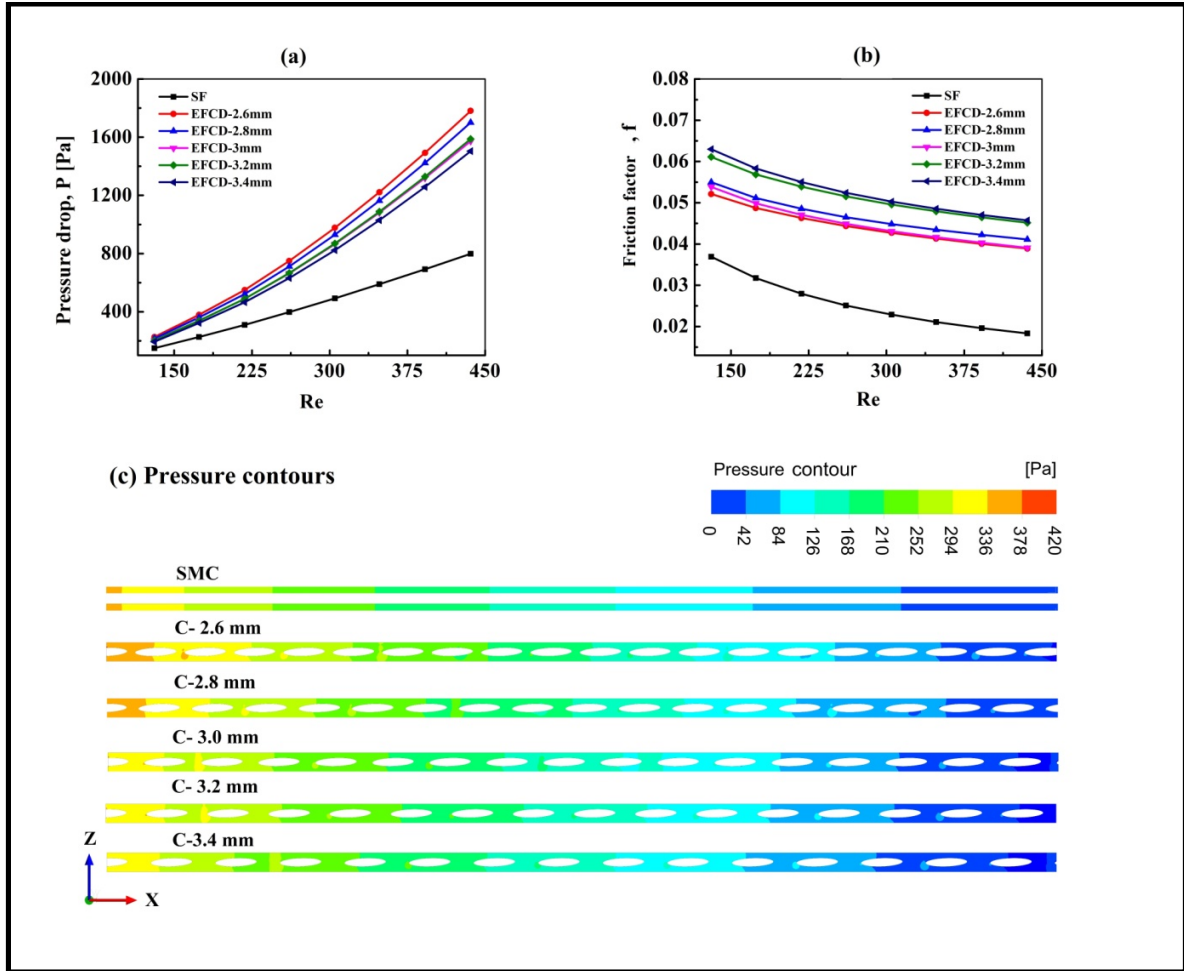 (a)
2000
1600
1200
800
400
Pressure drop, P [Pa]
SF
EFCD-2.6mm
EFCD-2.8mm
EFCD-3mm
EFCD-3.2mm
EFCD-3.4mm
150 225 300 375 450
Re
(b)
0.08
0.07
0.06
0.05
0.04
0.03
0.02
Friction factor , f
SF
EFCD-2.6mm
EFCD-2.8mm
EFCD-3mm
EFCD-3.2mm
EFCD-3.4mm
150 225 300 375 450
Re
(c) Pressure contours
Pressure contour [Pa]
0 42 84 126 168 210 252 294 336 378 420
SMC
C- 2.6 mm
C-2.8 mm
C- 3.0 mm
C- 3.2 mm
C-3.4 mm
Z
X